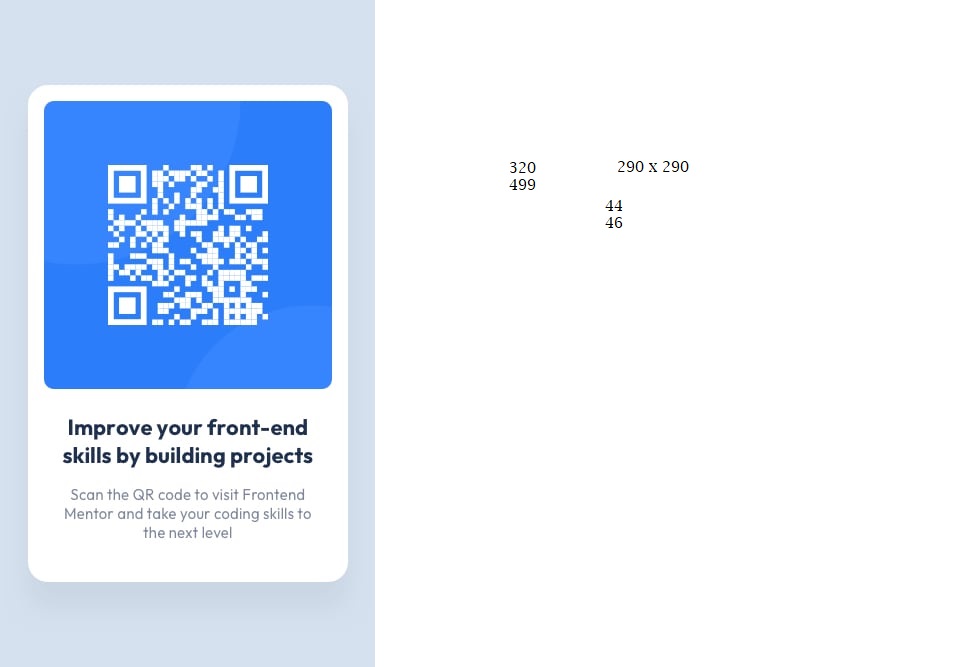 Improve your front-end
skills by building projects
Scan the QR code to visit Frontend
Mentor and take your coding skills to
the next level
320
499
290 x 290
44
46